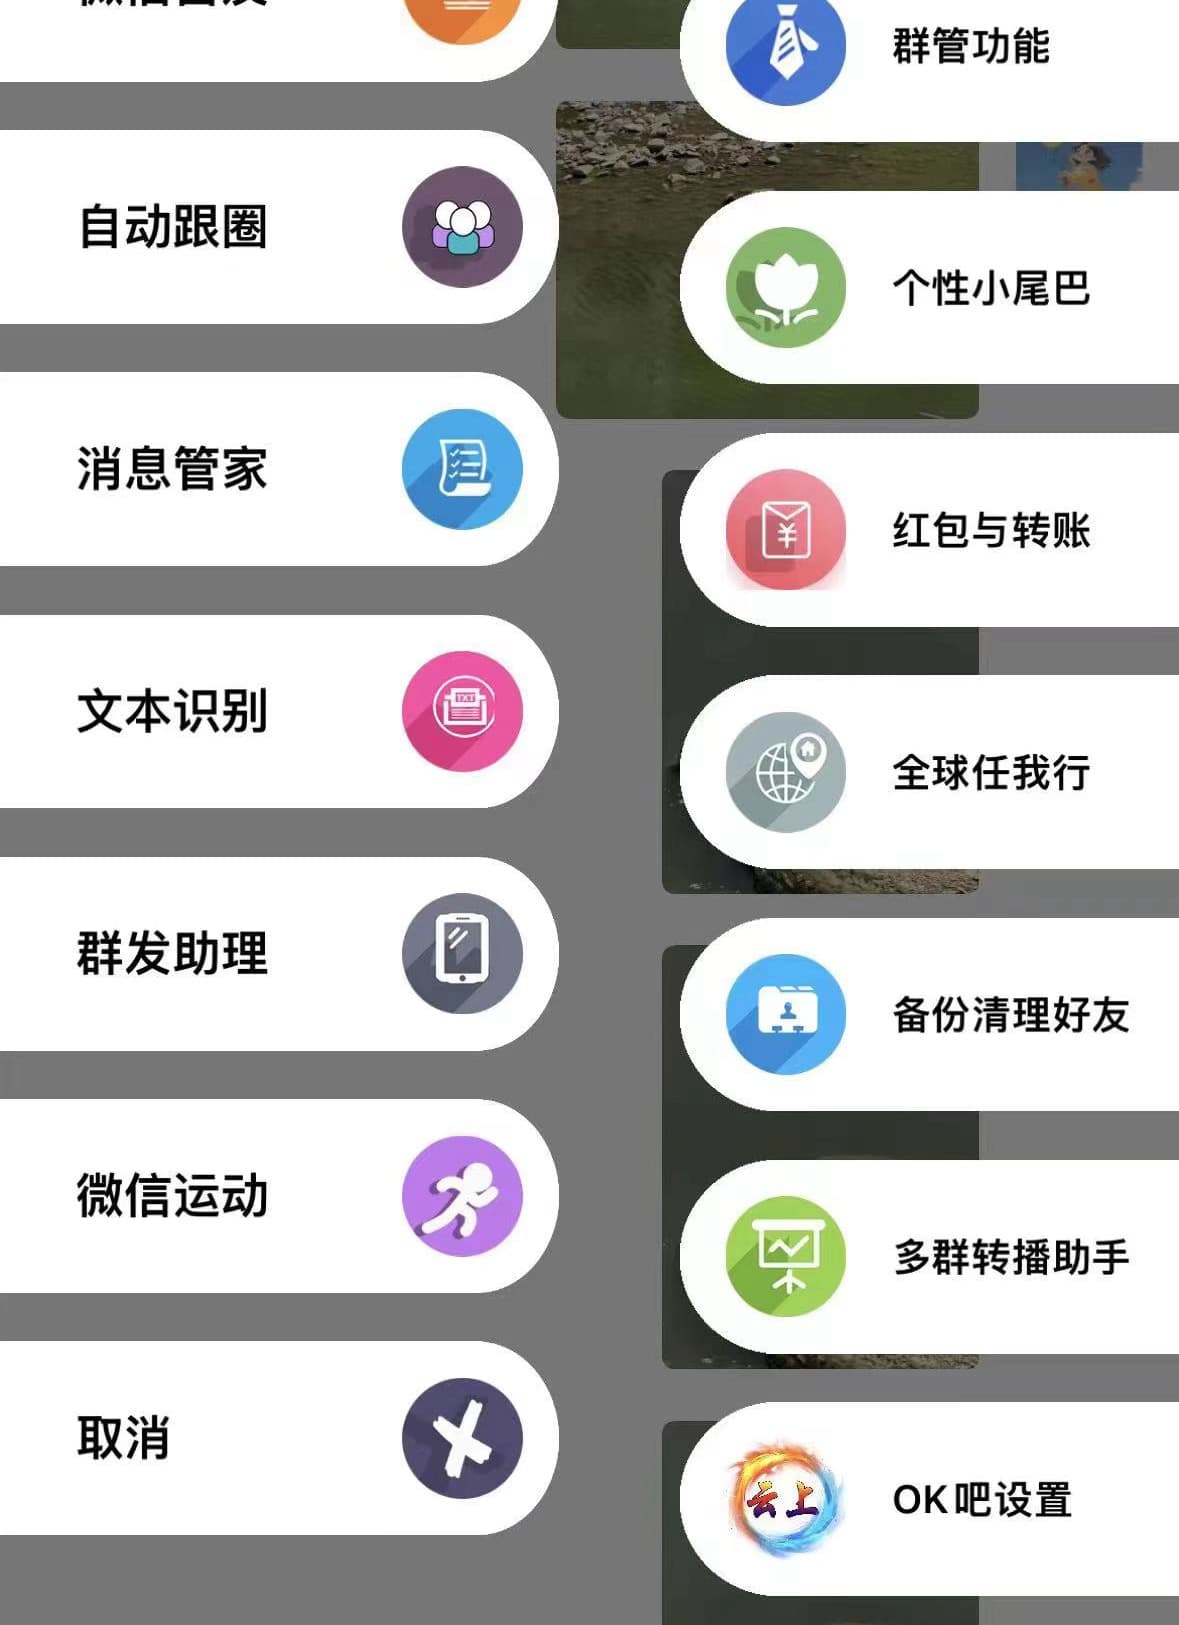 群管功能
自动跟圈
个性小尾巴
消息管家
红包与转账
文本识别
TXT
全球任我行
群发助理
备份清理好友
微信运动
多群转播助手
取消
云上
OK吧设置